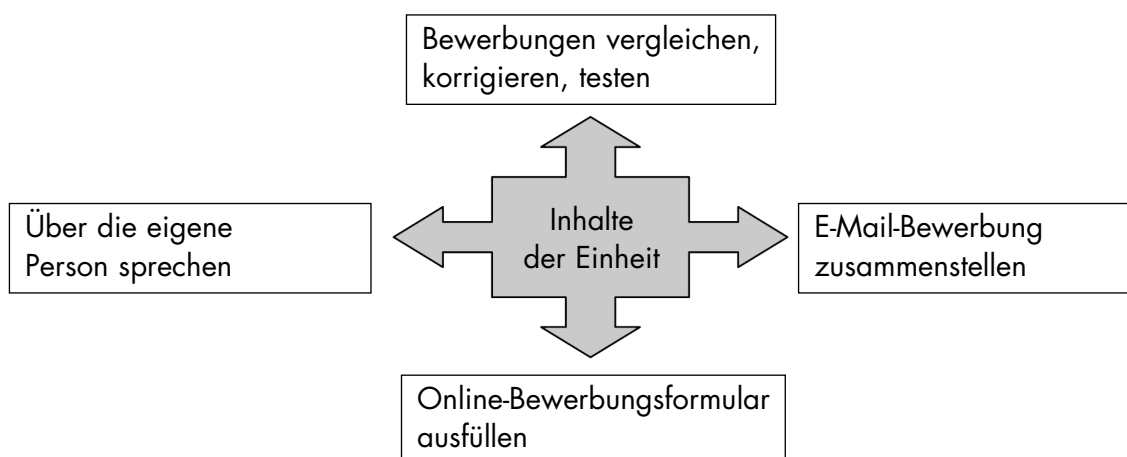 Bewerbungen vergleichen,
korrigieren, testen
Über die eigene
Person sprechen
Inhalte
der Einheit
E-Mail-Bewerbung
zusammenstellen
Online-Bewerbungsformular
ausfüllen